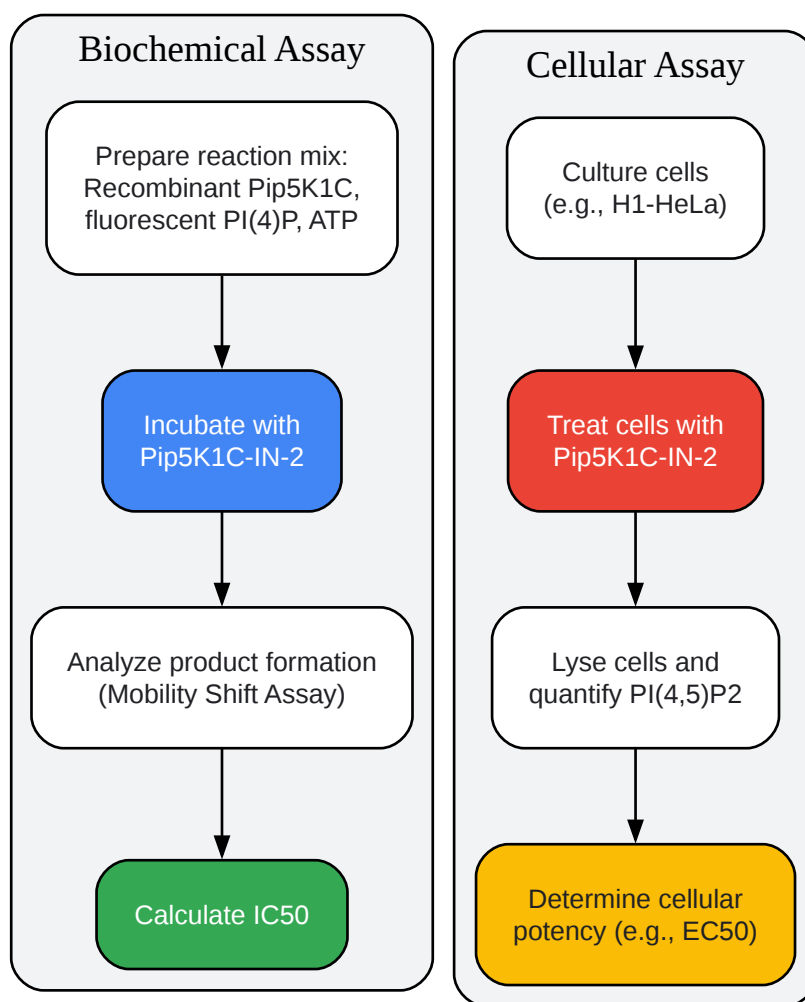 Biochemical Assay
Prepare reaction mix:
Recombinant Pip5K1C,
fluorescent PI(4)P, ATP
Incubate with
Pip5K1C-IN-2
Analyze product formation
(Mobility Shift Assay)
Calculate IC50
Cellular Assay
Culture cells
(e.g., H1-HeLa)
Treat cells with
Pip5K1C-IN-2
Lyse cells and
quantify PI(4,5)P2
Determine cellular
potency (e.g., EC50)